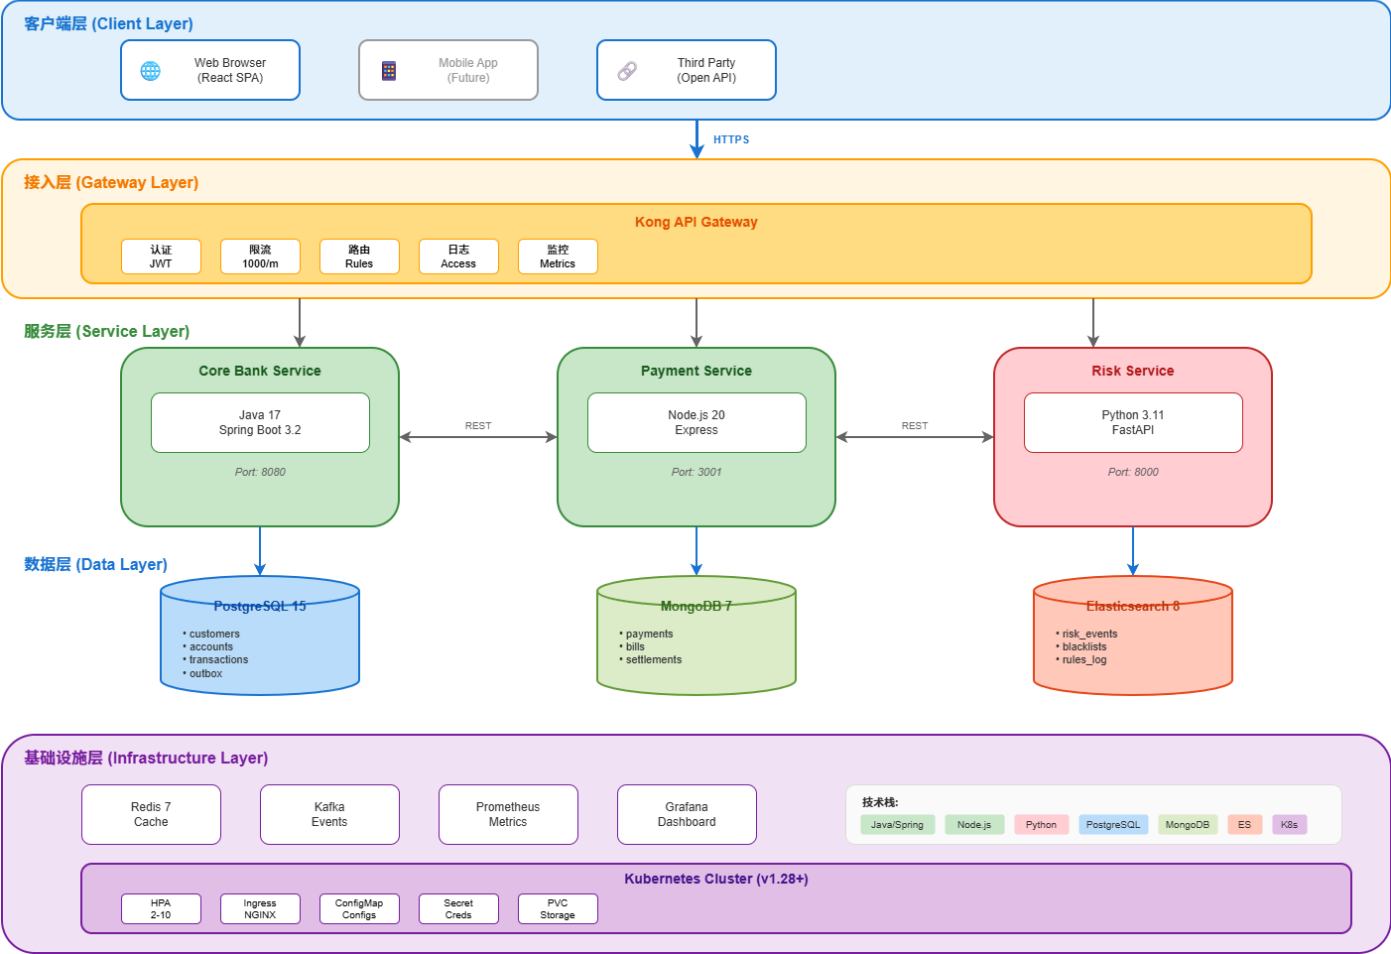 客户端层 (Client Layer)
Web Browser
(React SPA)
Mobile App
(Future)
Third Party
(Open API)
HTTPS
接入层 (Gateway Layer)
Kong API Gateway
认证
JWT
限流
1000/m
路由
Rules
日志
Access
监控
Metrics
服务层 (Service Layer)
Core Bank Service
Java 17
Spring Boot 3.2
Port: 8080
REST
Payment Service
Node.js 20
Express
Port: 3001
REST
Risk Service
Python 3.11
FastAPI
Port: 8000
数据层 (Data Layer)
PostgreSQL 15
• customers
• accounts
• transactions
• outbox
MongoDB 7
• payments
• bills
• settlements
Elasticsearch 8
• risk_events
• blacklists
• rules_log
基础设施层 (Infrastructure Layer)
Redis 7
Cache
Kafka
Events
Prometheus
Metrics
Grafana
Dashboard
技术栈:
Java/Spring
Node.js
Python
PostgreSQL
MongoDB
ES
K8s
Kubernetes Cluster (v1.28+)
HPA
2-10
Ingress
NGINX
ConfigMap
Configs
Secret
Creds
PVC
Storage